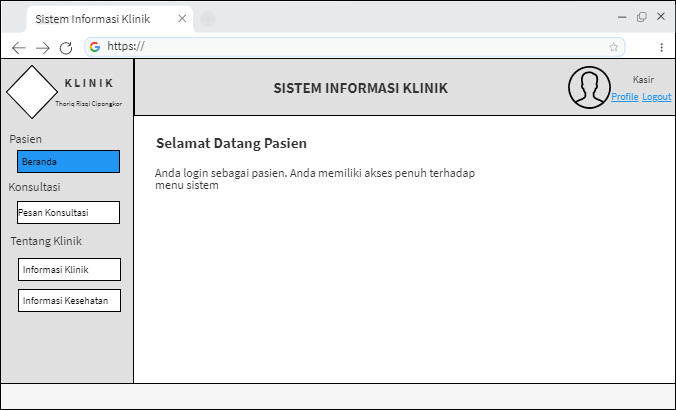 Sistem Informasi Klinik
https://
KLINIK
Thoriq Rizqi Cipongkor
SISTEM INFORMASI KLINIK
Kasir
Profile Logout
Pasien
Beranda
Konsultasi
Pesan Konsultasi
Tentang Klinik
Informasi Klinik
Informasi Kesehatan
Selamat Datang Pasien
Anda login sebagai pasien. Anda memiliki akses penuh terhadap
menu sistem